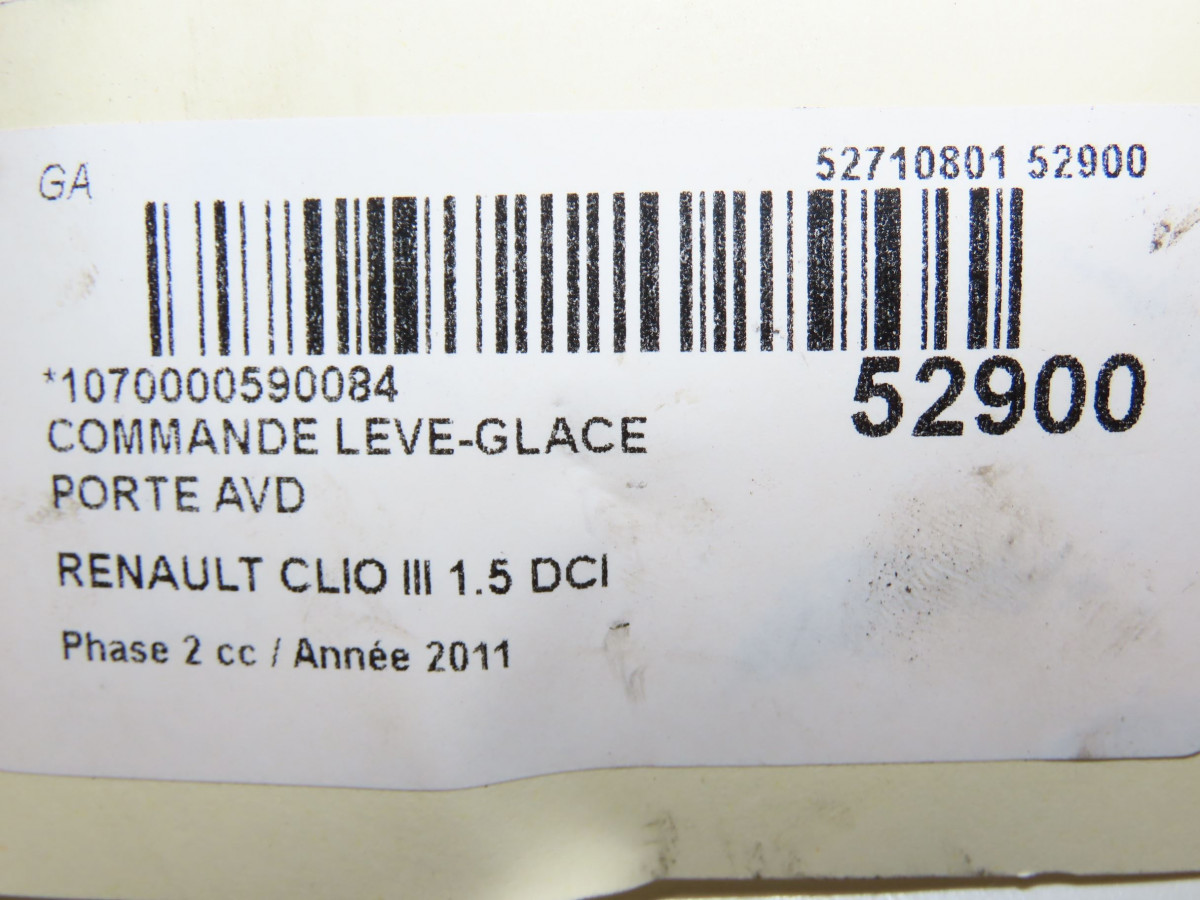 GA
52710801 52900
*1070000590084
52900
COMMANDE LEVE-GLACE
PORTE AVD
RENAULT CLIO III 1.5 DCI
Phase 2 cc / Année 2011